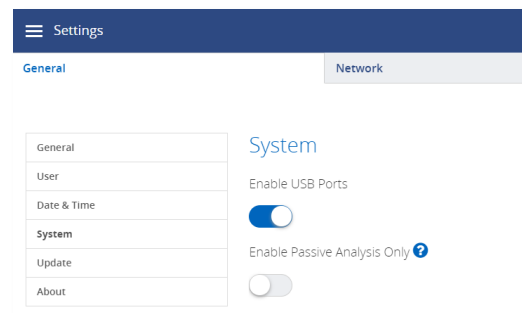 Settings
General
Network
General
User
Date & Time
System
Update
About
System
Enable USB Ports
Enable Passive Analysis Only ?